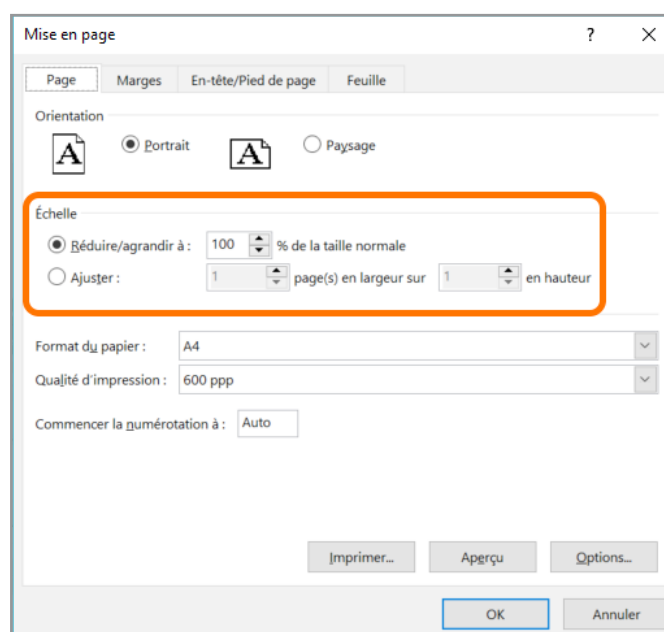 Mise en page ? X
Page Marges En-tête/Pied de page Feuille
Orientation
A Portrait A Paysage
Échelle
Réduire/agrandir à : 100 % de la taille normale
Ajuster : 1 page(s) en largeur sur 1 en hauteur
Format du papier : A4
Qualité d'impression : 600 ppp
Commencer la numérotation à : Auto
Imprimer... Aperçu Options...
OK Annuler